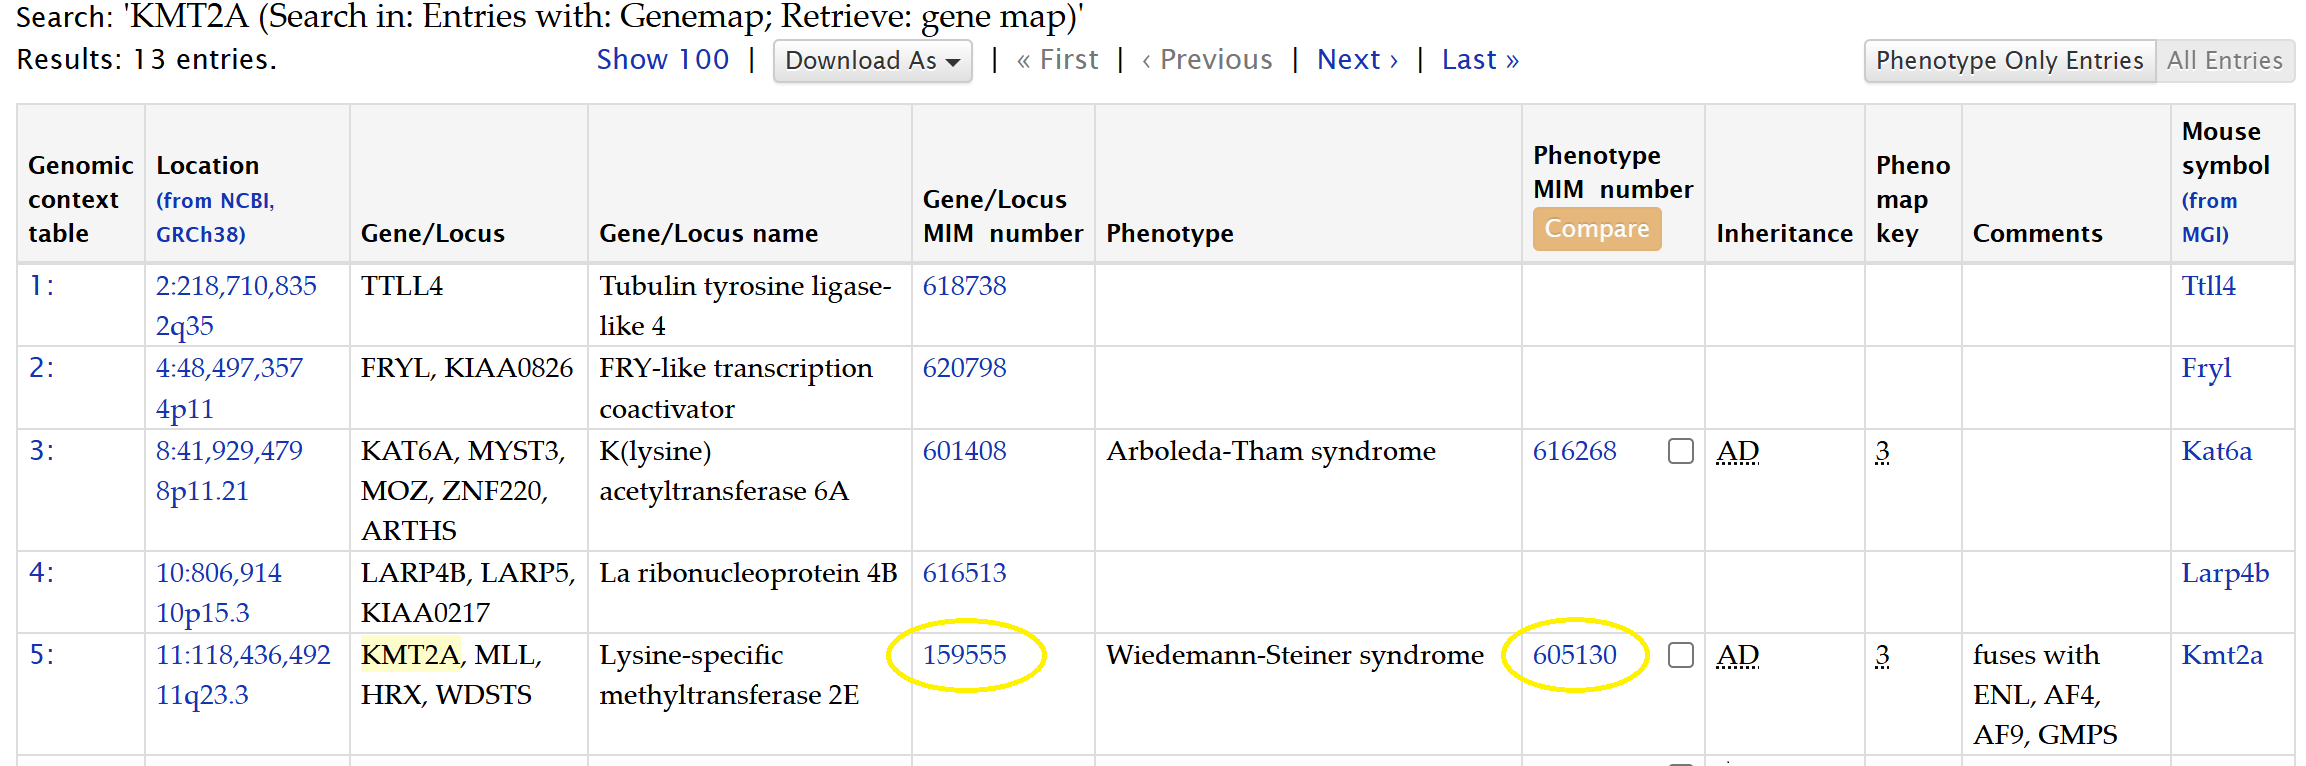 Search: 'KMT2A (Search in: Entries with: Genemap; Retrieve: gene map)'
Results: 13 entries.
Show 100 | Download As | « First | ‹ Previous | Next › | Last »
Phenotype Only Entries All Entries
Genomic context table
Location (from NCBI, GRCh38)
Gene/Locus
Gene/Locus name
Gene/Locus MIM number
Phenotype
Phenotype MIM number
Compare
Inheritance
Pheno map key
Comments
Mouse symbol (from MGI)
1: 2:218,710,835 TTLL4 Tubulin tyrosine ligase- 618738 Ttll4
2q35 like 4
2: 4:48,497,357 FRYL, KIAA0826 FRY-like transcription 620798 Fryl
4p11 coactivator
3: 8:41,929,479 KAT6A, MYST3, K(lysine) 601408 Arboleda-Tham syndrome 616268 AD 3 Kat6a
8p11.21 MOZ, ZNF220, acetyltransferase 6A
ARTHS
4: 10:806,914 LARP4B, LARP5, La ribonucleoprotein 4B 616513 Larp4b
10p15.3 KIAA0217
5: 11:118,436,492 KMT2A, MLL, Lysine-specific 159555 Wiedemann-Steiner syndrome 605130 AD 3 fuses with Kmt2a
11q23.3 HRX, WDSTS methyltransferase 2E ENL, AF4,
AF9, GMPS